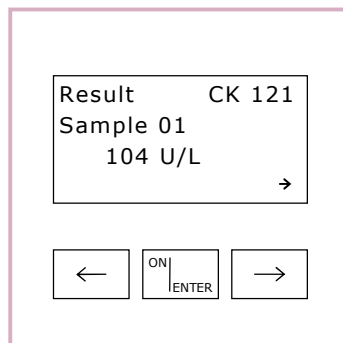 Result CK 121
Sample 01
104 U/L
→
← ON ENTER →